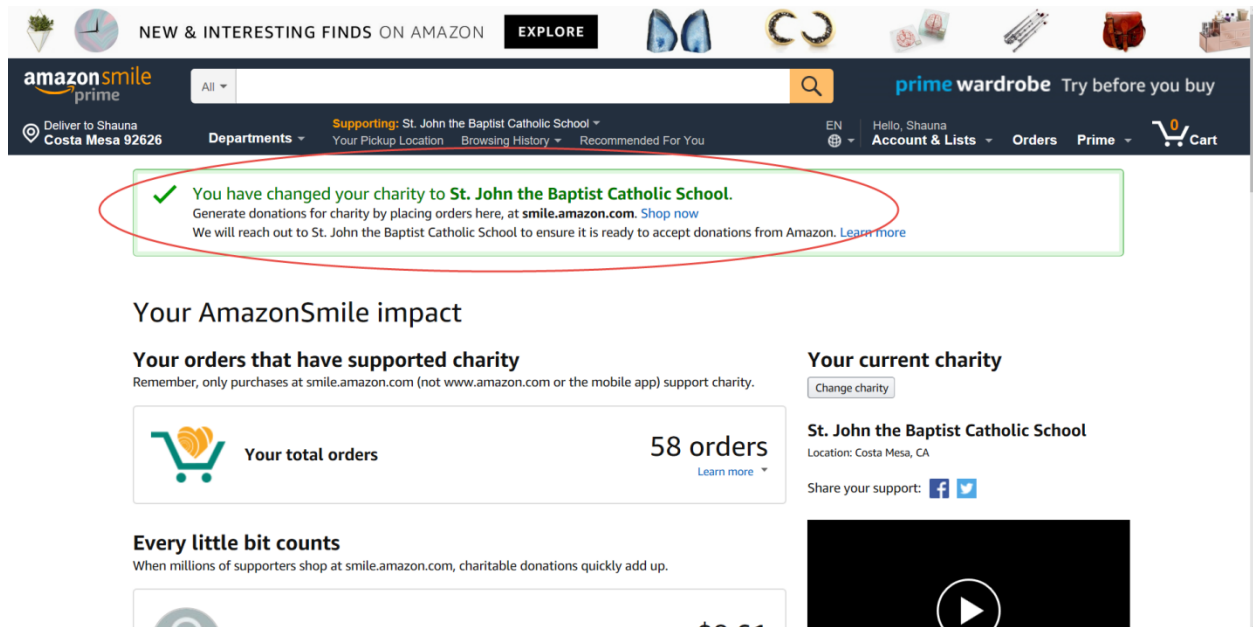 NEW & INTERESTING FINDS ON AMAZON EXPLORE
amazonsmile
prime
All
prime wardrobe Try before you buy
Deliver to Shauna
Costa Mesa 92626
Departments
Supporting: St. John the Baptist Catholic School
Your Pickup Location Browsing History Recommended For You
EN
Hello, Shauna
Account & Lists
Orders
Prime
0
Cart
You have changed your charity to St. John the Baptist Catholic School.
Generate donations for charity by placing orders here, at smile.amazon.com. Shop now
We will reach out to St. John the Baptist Catholic School to ensure it is ready to accept donations from Amazon. Learn more
Your AmazonSmile impact
Your orders that have supported charity
Remember, only purchases at smile.amazon.com (not www.amazon.com or the mobile app) support charity.
Your total orders
58 orders
Learn more
Every little bit counts
When millions of supporters shop at smile.amazon.com, charitable donations quickly add up.
Your current charity
Change charity
St. John the Baptist Catholic School
Location: Costa Mesa, CA
Share your support: